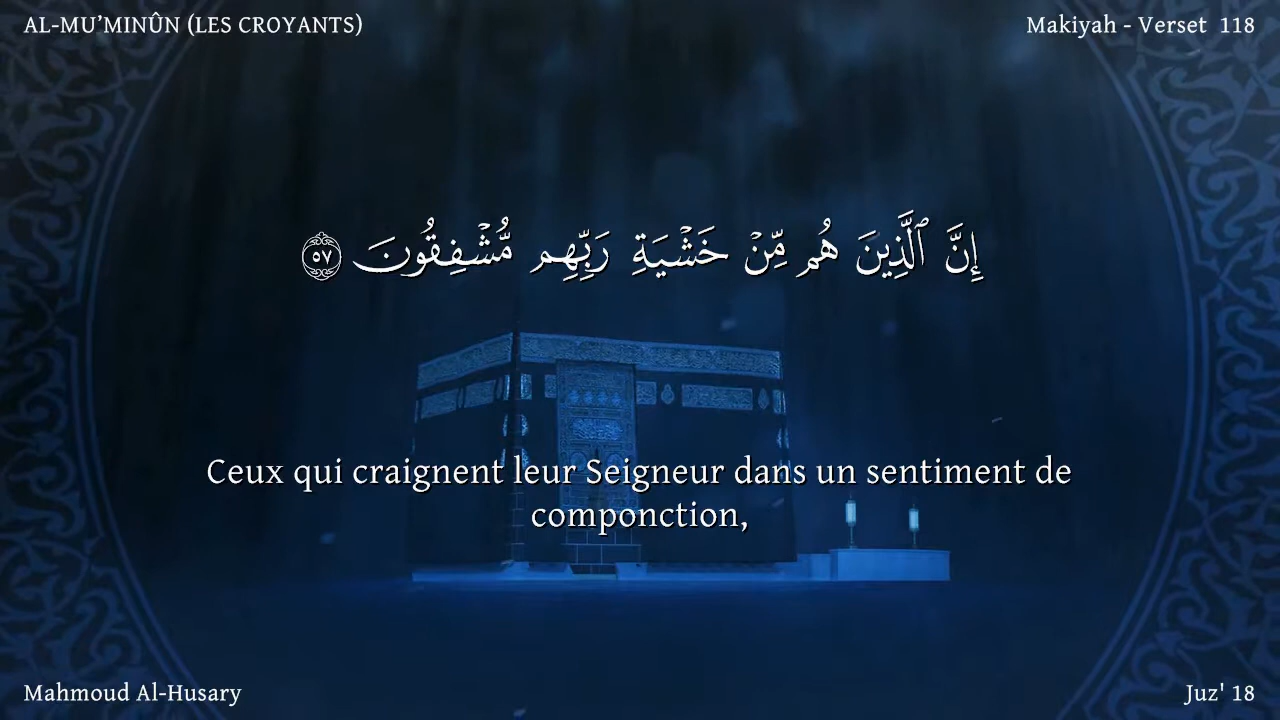 AL-MU’MINÛN (LES CROYANTS)
Makiyah - Verset 118
إِنَّ ٱلَّذِينَ هُم مِّنْ خَشْيَةِ رَبِّهِم مُّشْفِقُونَ ٥٧
Ceux qui craignent leur Seigneur dans un sentiment de
componction,
Mahmoud Al-Husary
Juz' 18